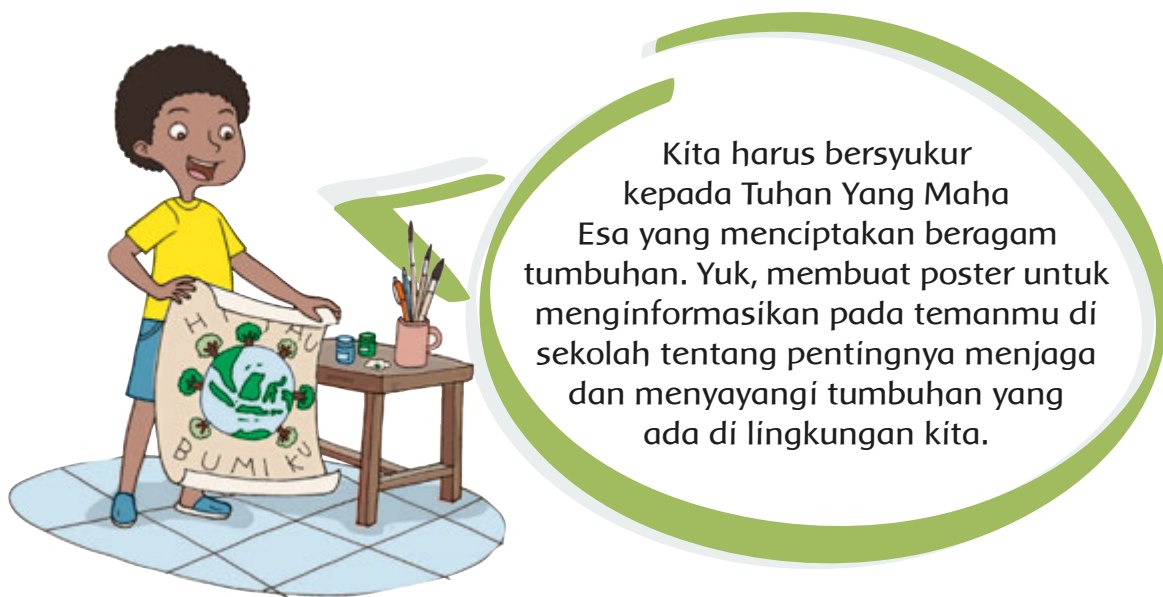 Kita harus bersyukur
kepada Tuhan Yang Maha
Esa yang menciptakan beragam
tumbuhan. Yuk, membuat poster untuk
menginformasikan pada temanmu di
sekolah tentang pentingnya menjaga
dan menyayangi tumbuhan yang
ada di lingkungan kita.
BUMI KU